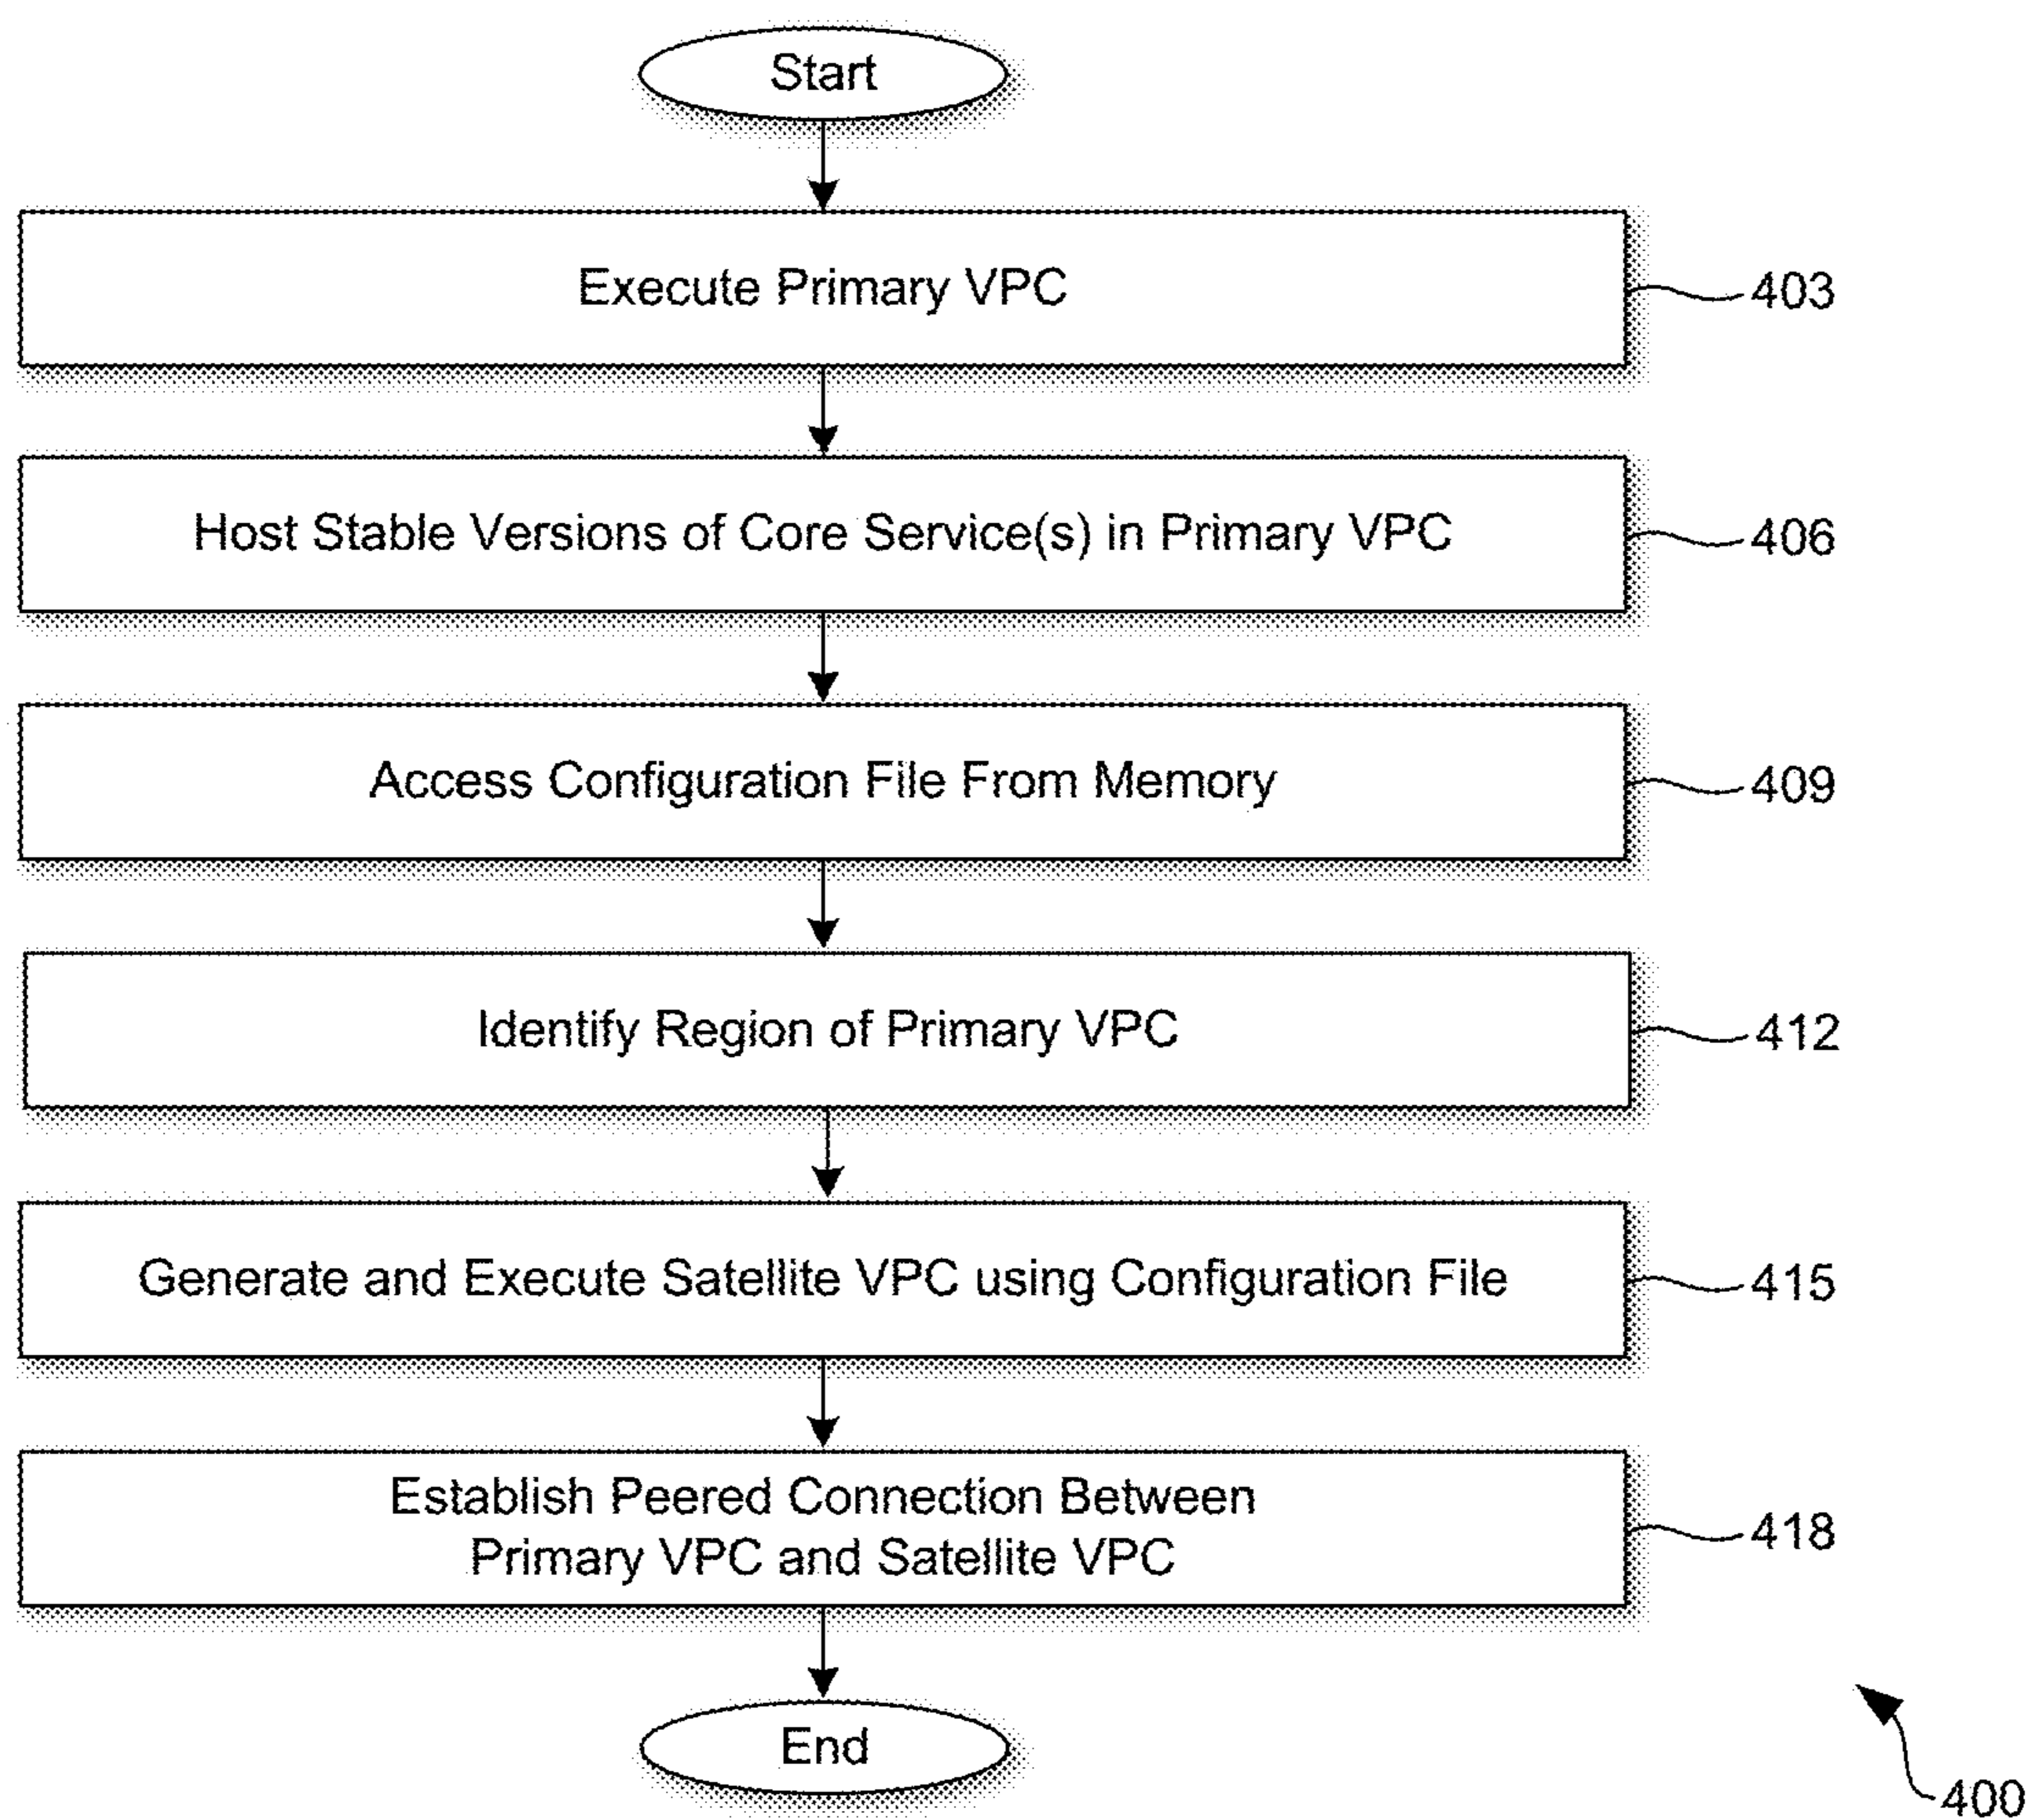 Start
Execute Primary VPC
403
Host Stable Versions of Core Service(s) in Primary VPC
406
Access Configuration File From Memory
409
Identify Region of Primary VPC
412
Generate and Execute Satellite VPC using Configuration File
415
Establish Peered Connection Between
Primary VPC and Satellite VPC
418
End
400